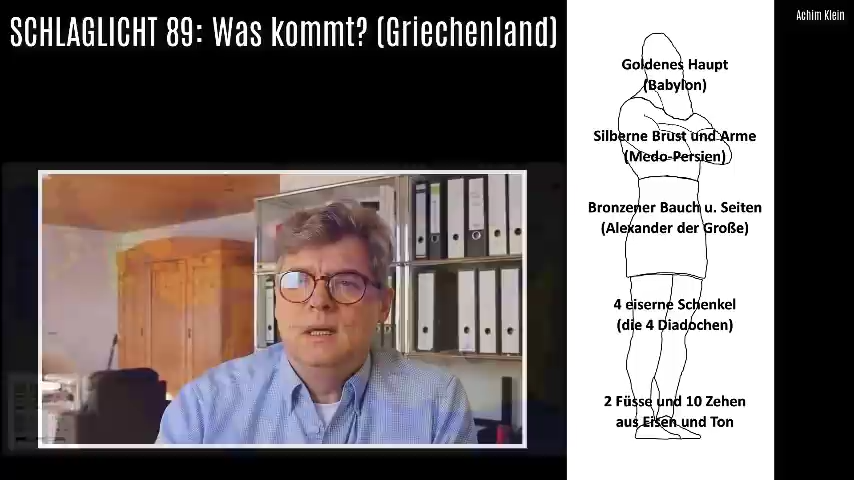 SCHLAGLICHT 89: Was kommt? (Griechenland)
Achim Klein
Goldenes Haupt
(Babylon)
Silberne Brust und Arme
(Medo-Persien)
Bronzener Bauch u. Seiten
(Alexander der Große)
4 eiserne Schenkel
(die 4 Diadochen)
2 Füsse und 10 Zehen
aus Eisen und Ton